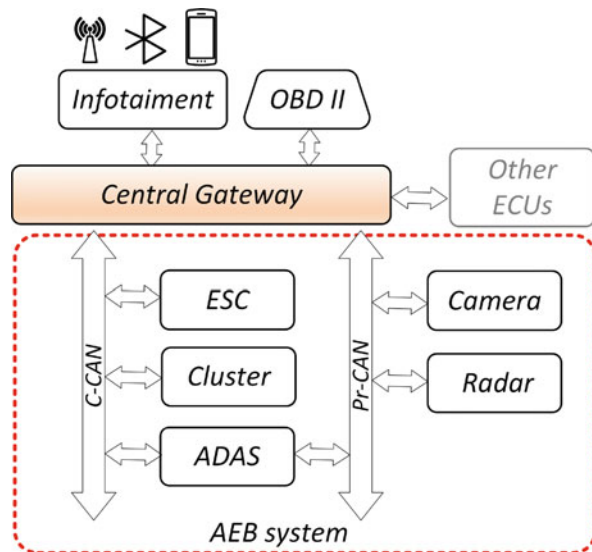 Infotaiment
OBD II
Central Gateway
Other
ECUs
C-CAN
ESC
Cluster
ADAS
Pr-CAN
Camera
Radar
AEB system